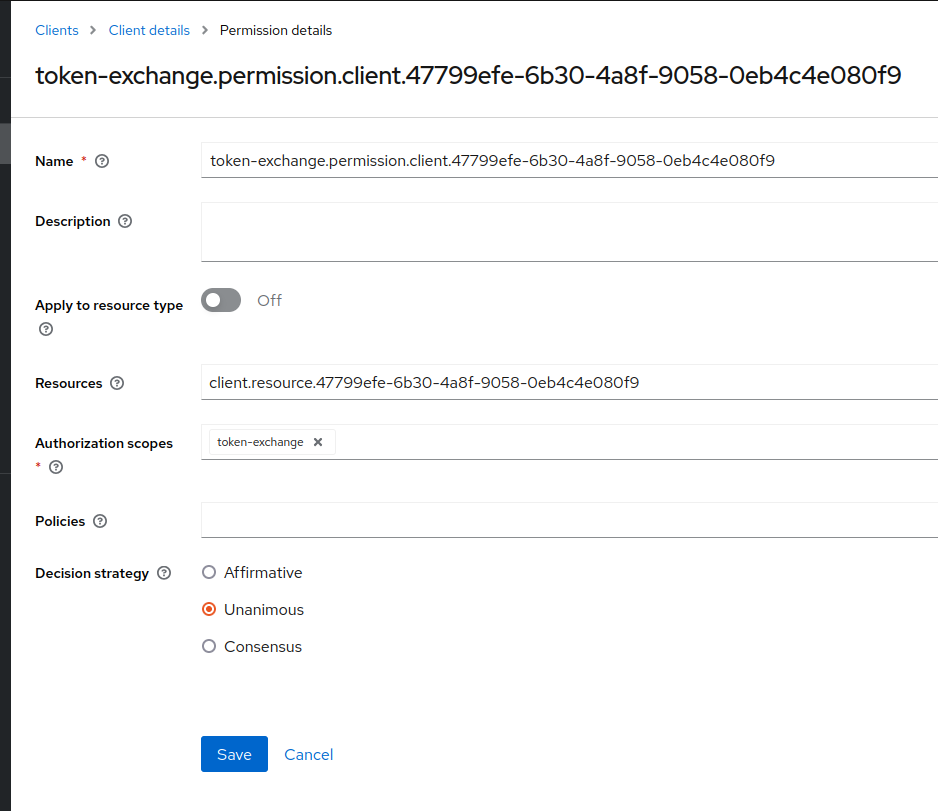 Clients > Client details > Permission details
token-exchange.permission.client.47799efe-6b30-4a8f-9058-0eb4c4e080f9
Name * token-exchange.permission.client.47799efe-6b30-4a8f-9058-0eb4c4e080f9
Description
Apply to resource type Off
Resources client.resource.47799efe-6b30-4a8f-9058-0eb4c4e080f9
Authorization scopes token-exchange
*
Policies
Decision strategy Affirmative
Unanimous
Consensus
Save Cancel